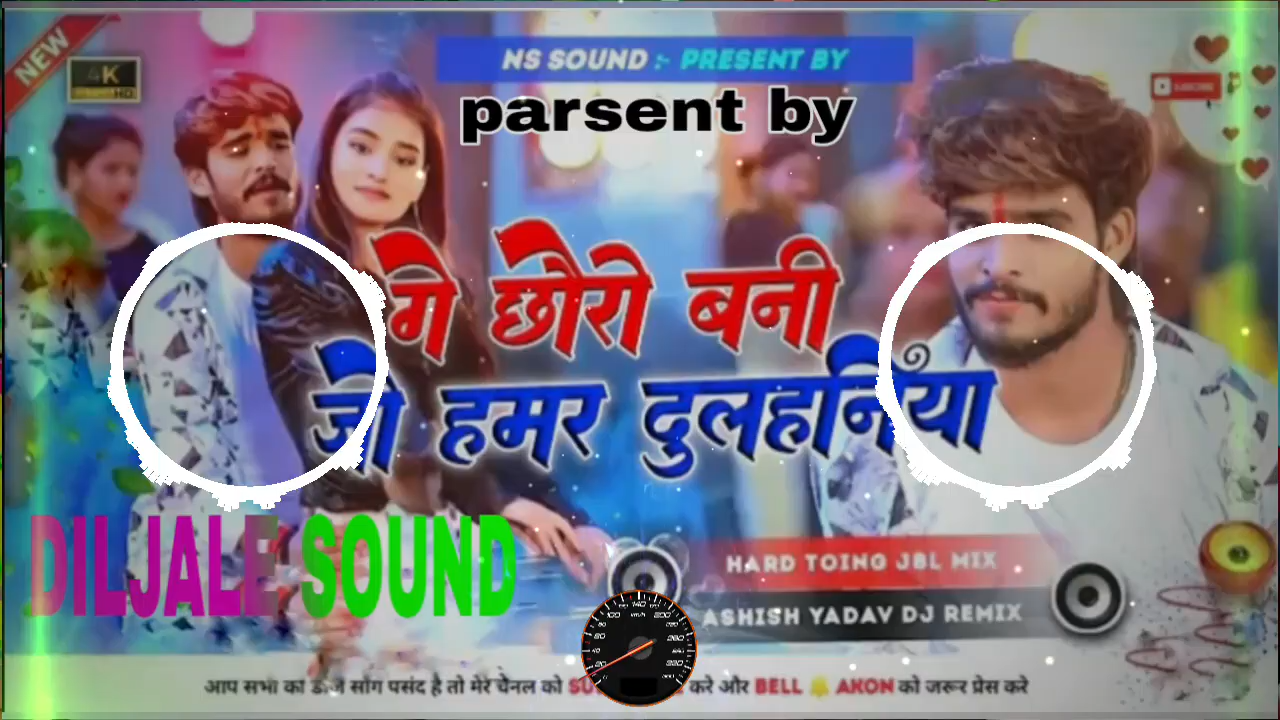 NEW
4K
NS SOUND :- PRESENT BY
parsent by
गे छौरो बनी
जो हमर दुलहनियाँ
DILJALE SOUND
HARD TOING JBL MIX
ASHISH YADAV DJ REMIX
आप सभी को डीजे सोंग पसंद है तो मेरे चैनल को करे और BELL AKON को जरूर प्रेस करे